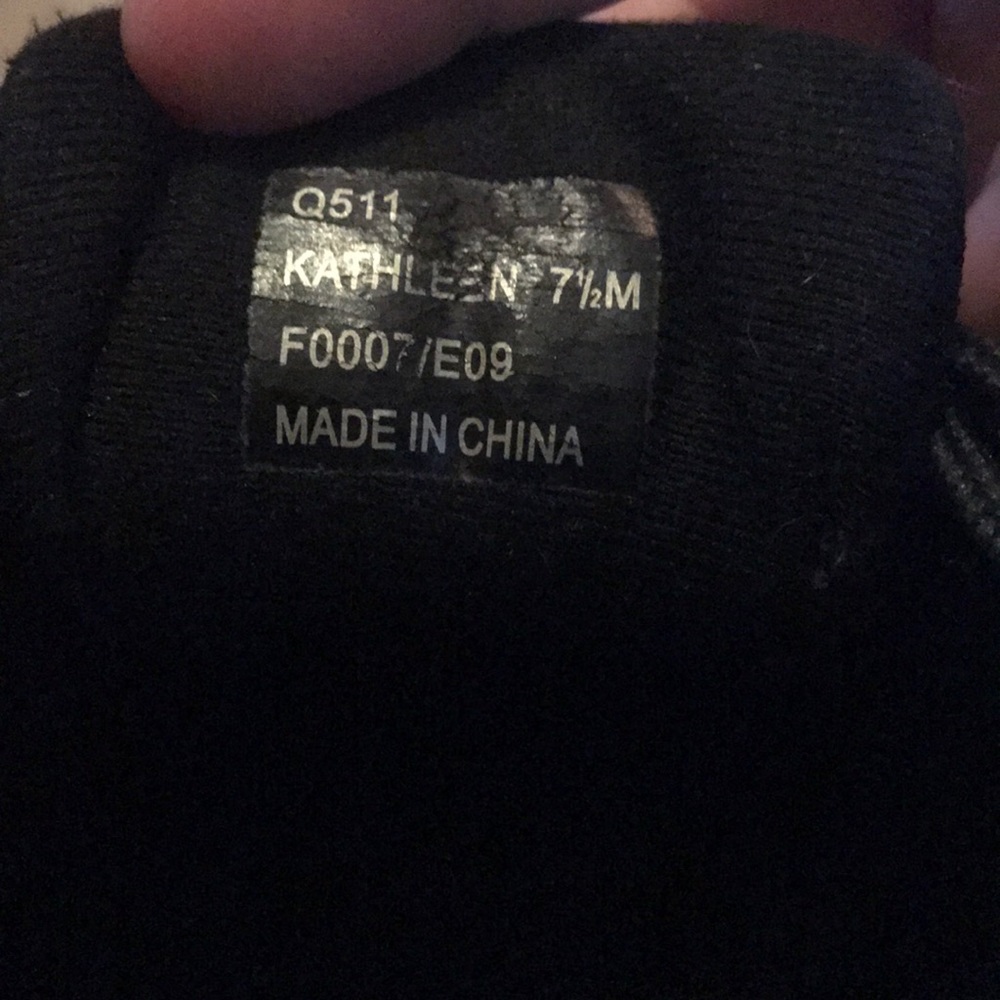 Q511
KATHLEEN 7½M
F0007/E09
MADE IN CHINA